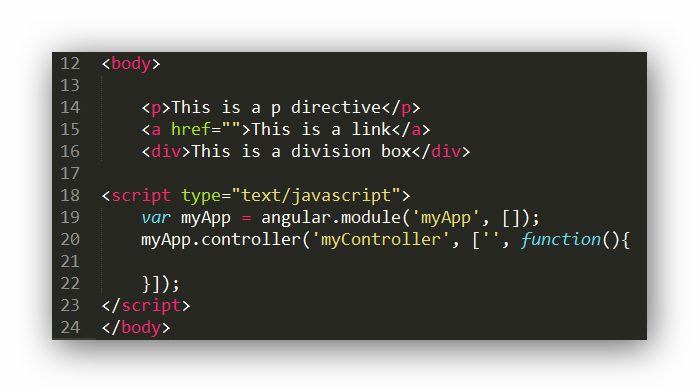 12 <body>
13
14     <p>This is a p directive</p>
15     <a href="">This is a link</a>
16     <div>This is a division box</div>
17
18 <script type="text/javascript">
19     var myApp = angular.module('myApp', []);
20     myApp.controller('myController', ['', function(){
21
22     }]);
23 </script>
24 </body>